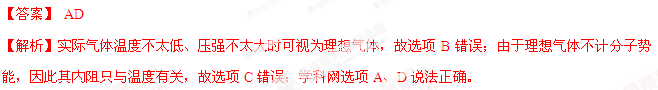 【答案】 AD
【解析】实际气体温度不太低、压强不太大时可视为理想气体，故选项 B 错误；由于理想气体不计分子势
能，因此其内阻只与温度有关，故选项 C 错误；学科网选项 A、D 说法正确。